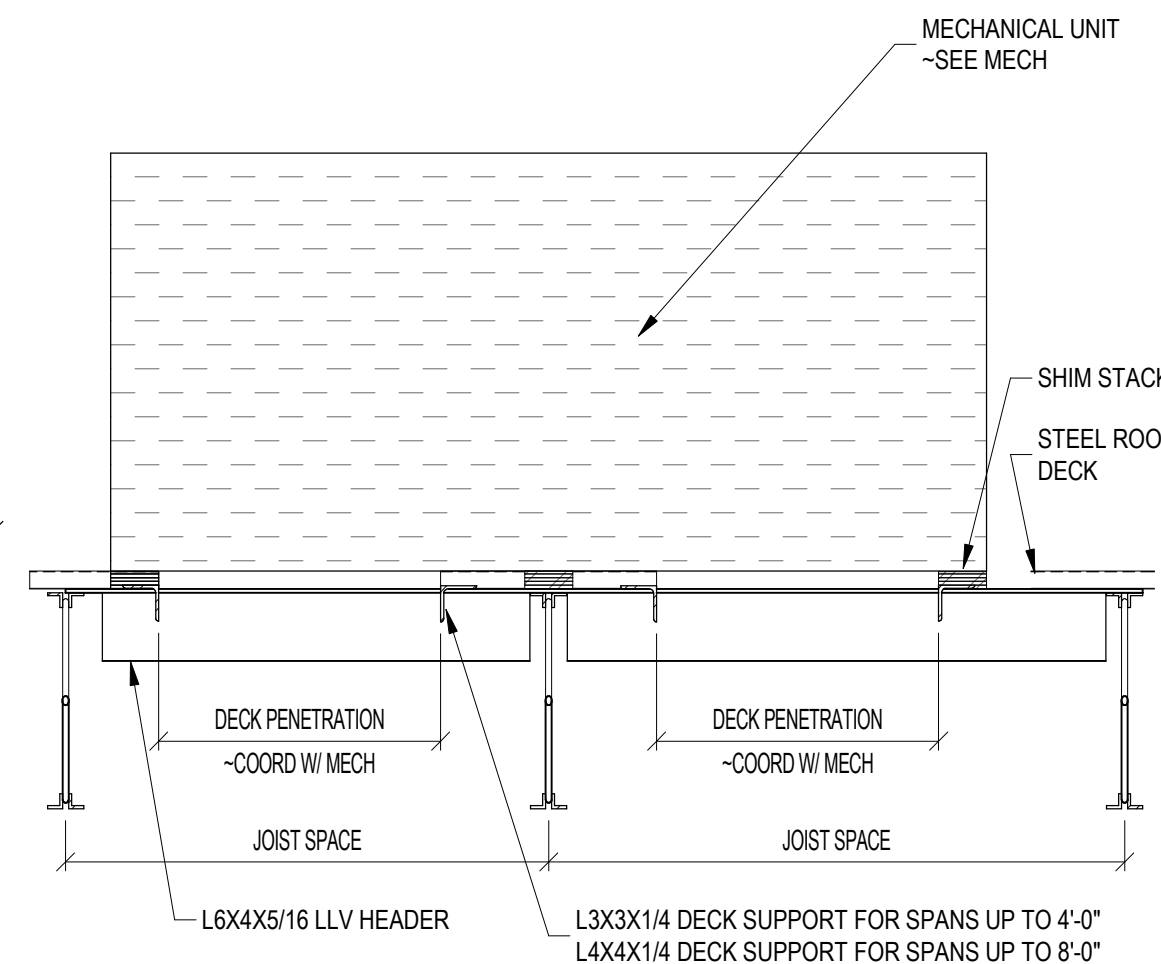 MECHANICAL UNIT
~SEE MECH
SHIM STACK
STEEL ROO
DECK
DECK PENETRATION
~COORD W/ MECH
DECK PENETRATION
~COORD W/ MECH
JOIST SPACE
JOIST SPACE
L6X4X5/16 LLV HEADER
L3X3X1/4 DECK SUPPORT FOR SPANS UP TO 4'-0"
L4X4X1/4 DECK SUPPORT FOR SPANS UP TO 8'-0"